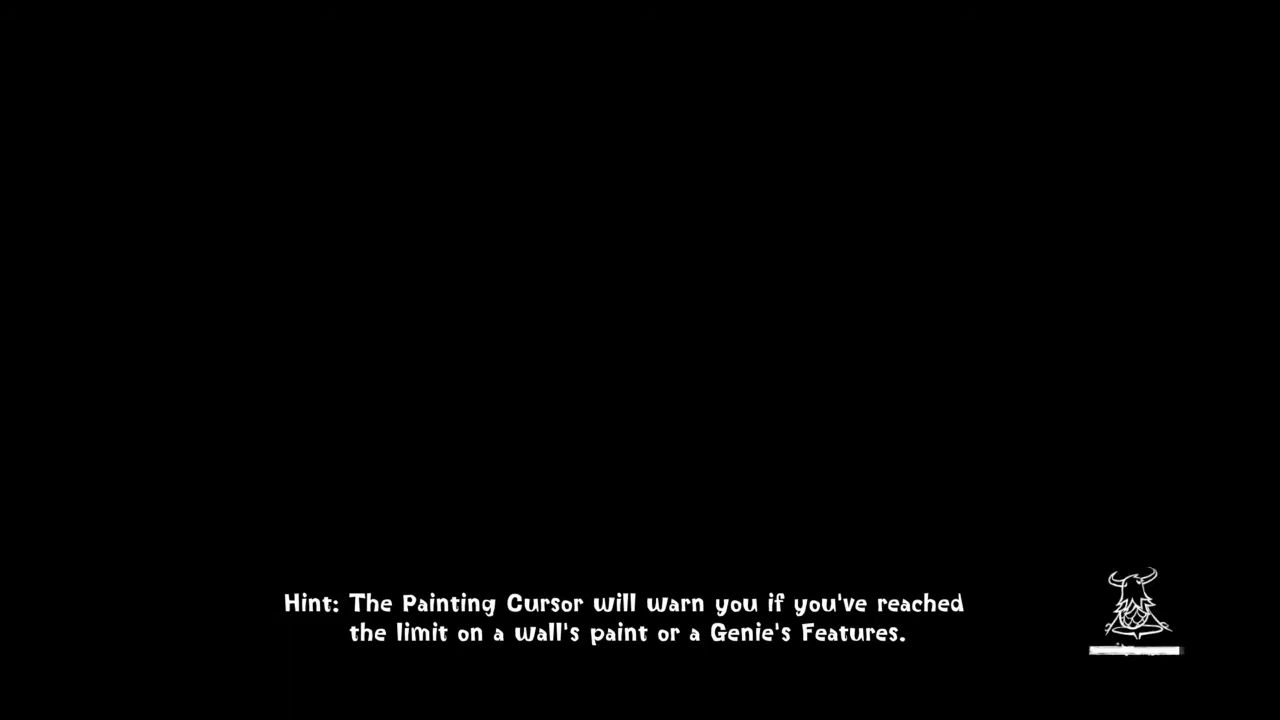 Hint: The Painting Cursor will warn you if you've reached
the limit on a wall's paint or a Genie's Features.